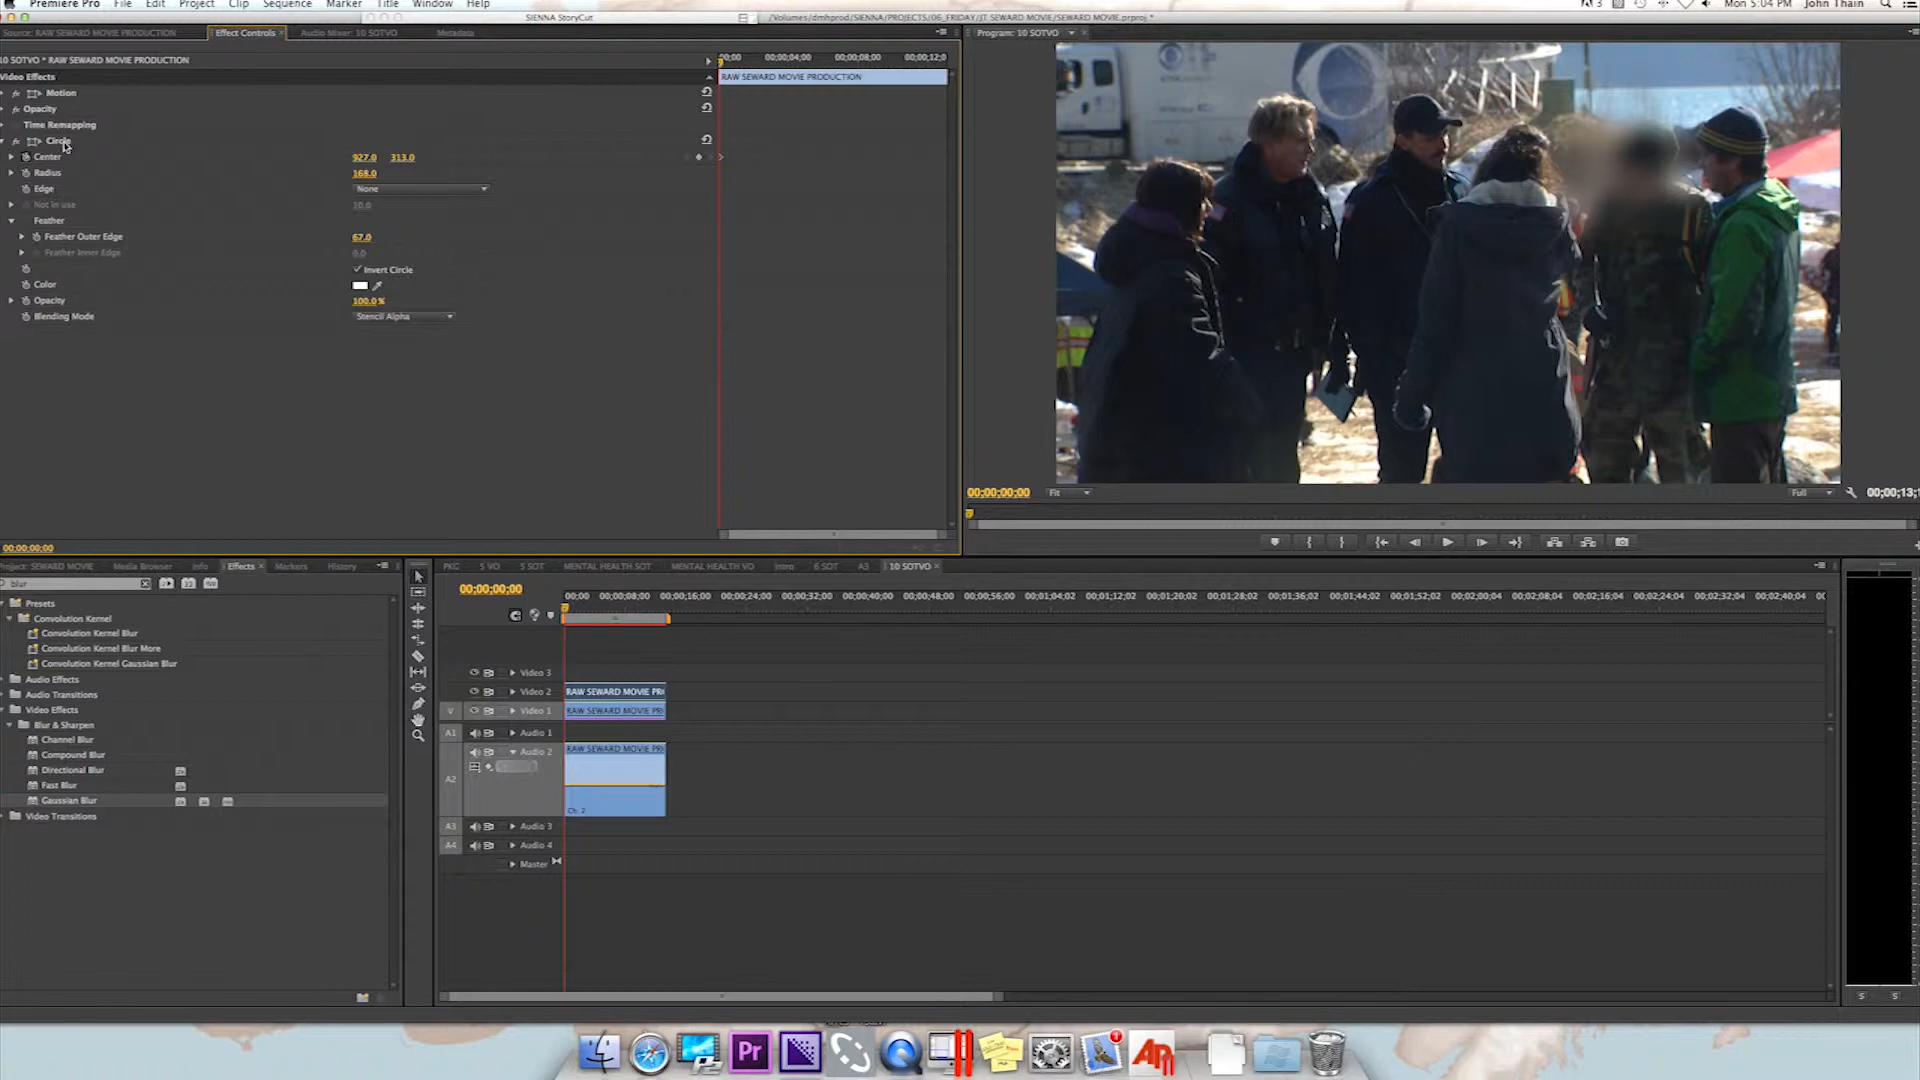 Premiere Pro File Edit Project Clip Sequence Marker Title Window Help
3 Mon 5:04 PM John Thain
SIENNA StoryCut
/Volumes/dmhprod/SIENNA/PROJECTS/06_FRIDAY/JT SEWARD MOVIE/SEWARD MOVIE.prproj *
Source: RAW SEWARD MOVIE PRODUCTION Effect Controls Audio Mixer: 10 SOTVO Metadata
Program: 10 SOTVO
10 SOTVO * RAW SEWARD MOVIE PRODUCTION
00;00 00;00;04;00 00;00;08;00 00;00;12;0
Video Effects
RAW SEWARD MOVIE PRODUCTION
fx Motion
fx Opacity
Time Remapping
fx Circle
Center 927.0 313.0
Radius 168.0
Edge None
Not in use 10.0
Feather
Feather Outer Edge 67.0
Feather Inner Edge 0.0
Invert Circle
Color
Opacity 100.0 %
Blending Mode Stencil Alpha
00;00;00;00 Fit Full 00;00;13;1
00:00:00:00
Project: SEWARD MOVIE Media Browser Info Effects Markers History
blur
Presets
Convolution Kernel
Convolution Kernel Blur
Convolution Kernel Blur More
Convolution Kernel Gaussian Blur
Audio Effects
Audio Transitions
Video Effects
Blur & Sharpen
Channel Blur
Compound Blur
Directional Blur
Fast Blur
Gaussian Blur
Video Transitions
PKG 5 VO 5 SOT MENTAL HEALTH SOT MENTAL HEALTH VO Intro 6 SOT A3 10 SOTVO
00;00;00;00
00;00 00;00;08;00 00;00;16;00 00;00;24;00 00;00;32;00 00;00;40;00 00;00;48;00 00;00;56;00 00;01;04;02 00;01;12;02 00;01;20;02 00;01;28;02 00;01;36;02 00;01;44;02 00;01;52;02 00;02;00;04 00;02;08;04 00;02;16;04 00;02;24;04 00;02;32;04 00;02;40;04 00
Video 3
Video 2 RAW SEWARD MOVIE PR
V Video 1 RAW SEWARD MOVIE PR
A1 Audio 1
Audio 2 RAW SEWARD MOVIE PR
A2
Ch. 2
A3 Audio 3
A4 Audio 4
Master
S S
Pr
1